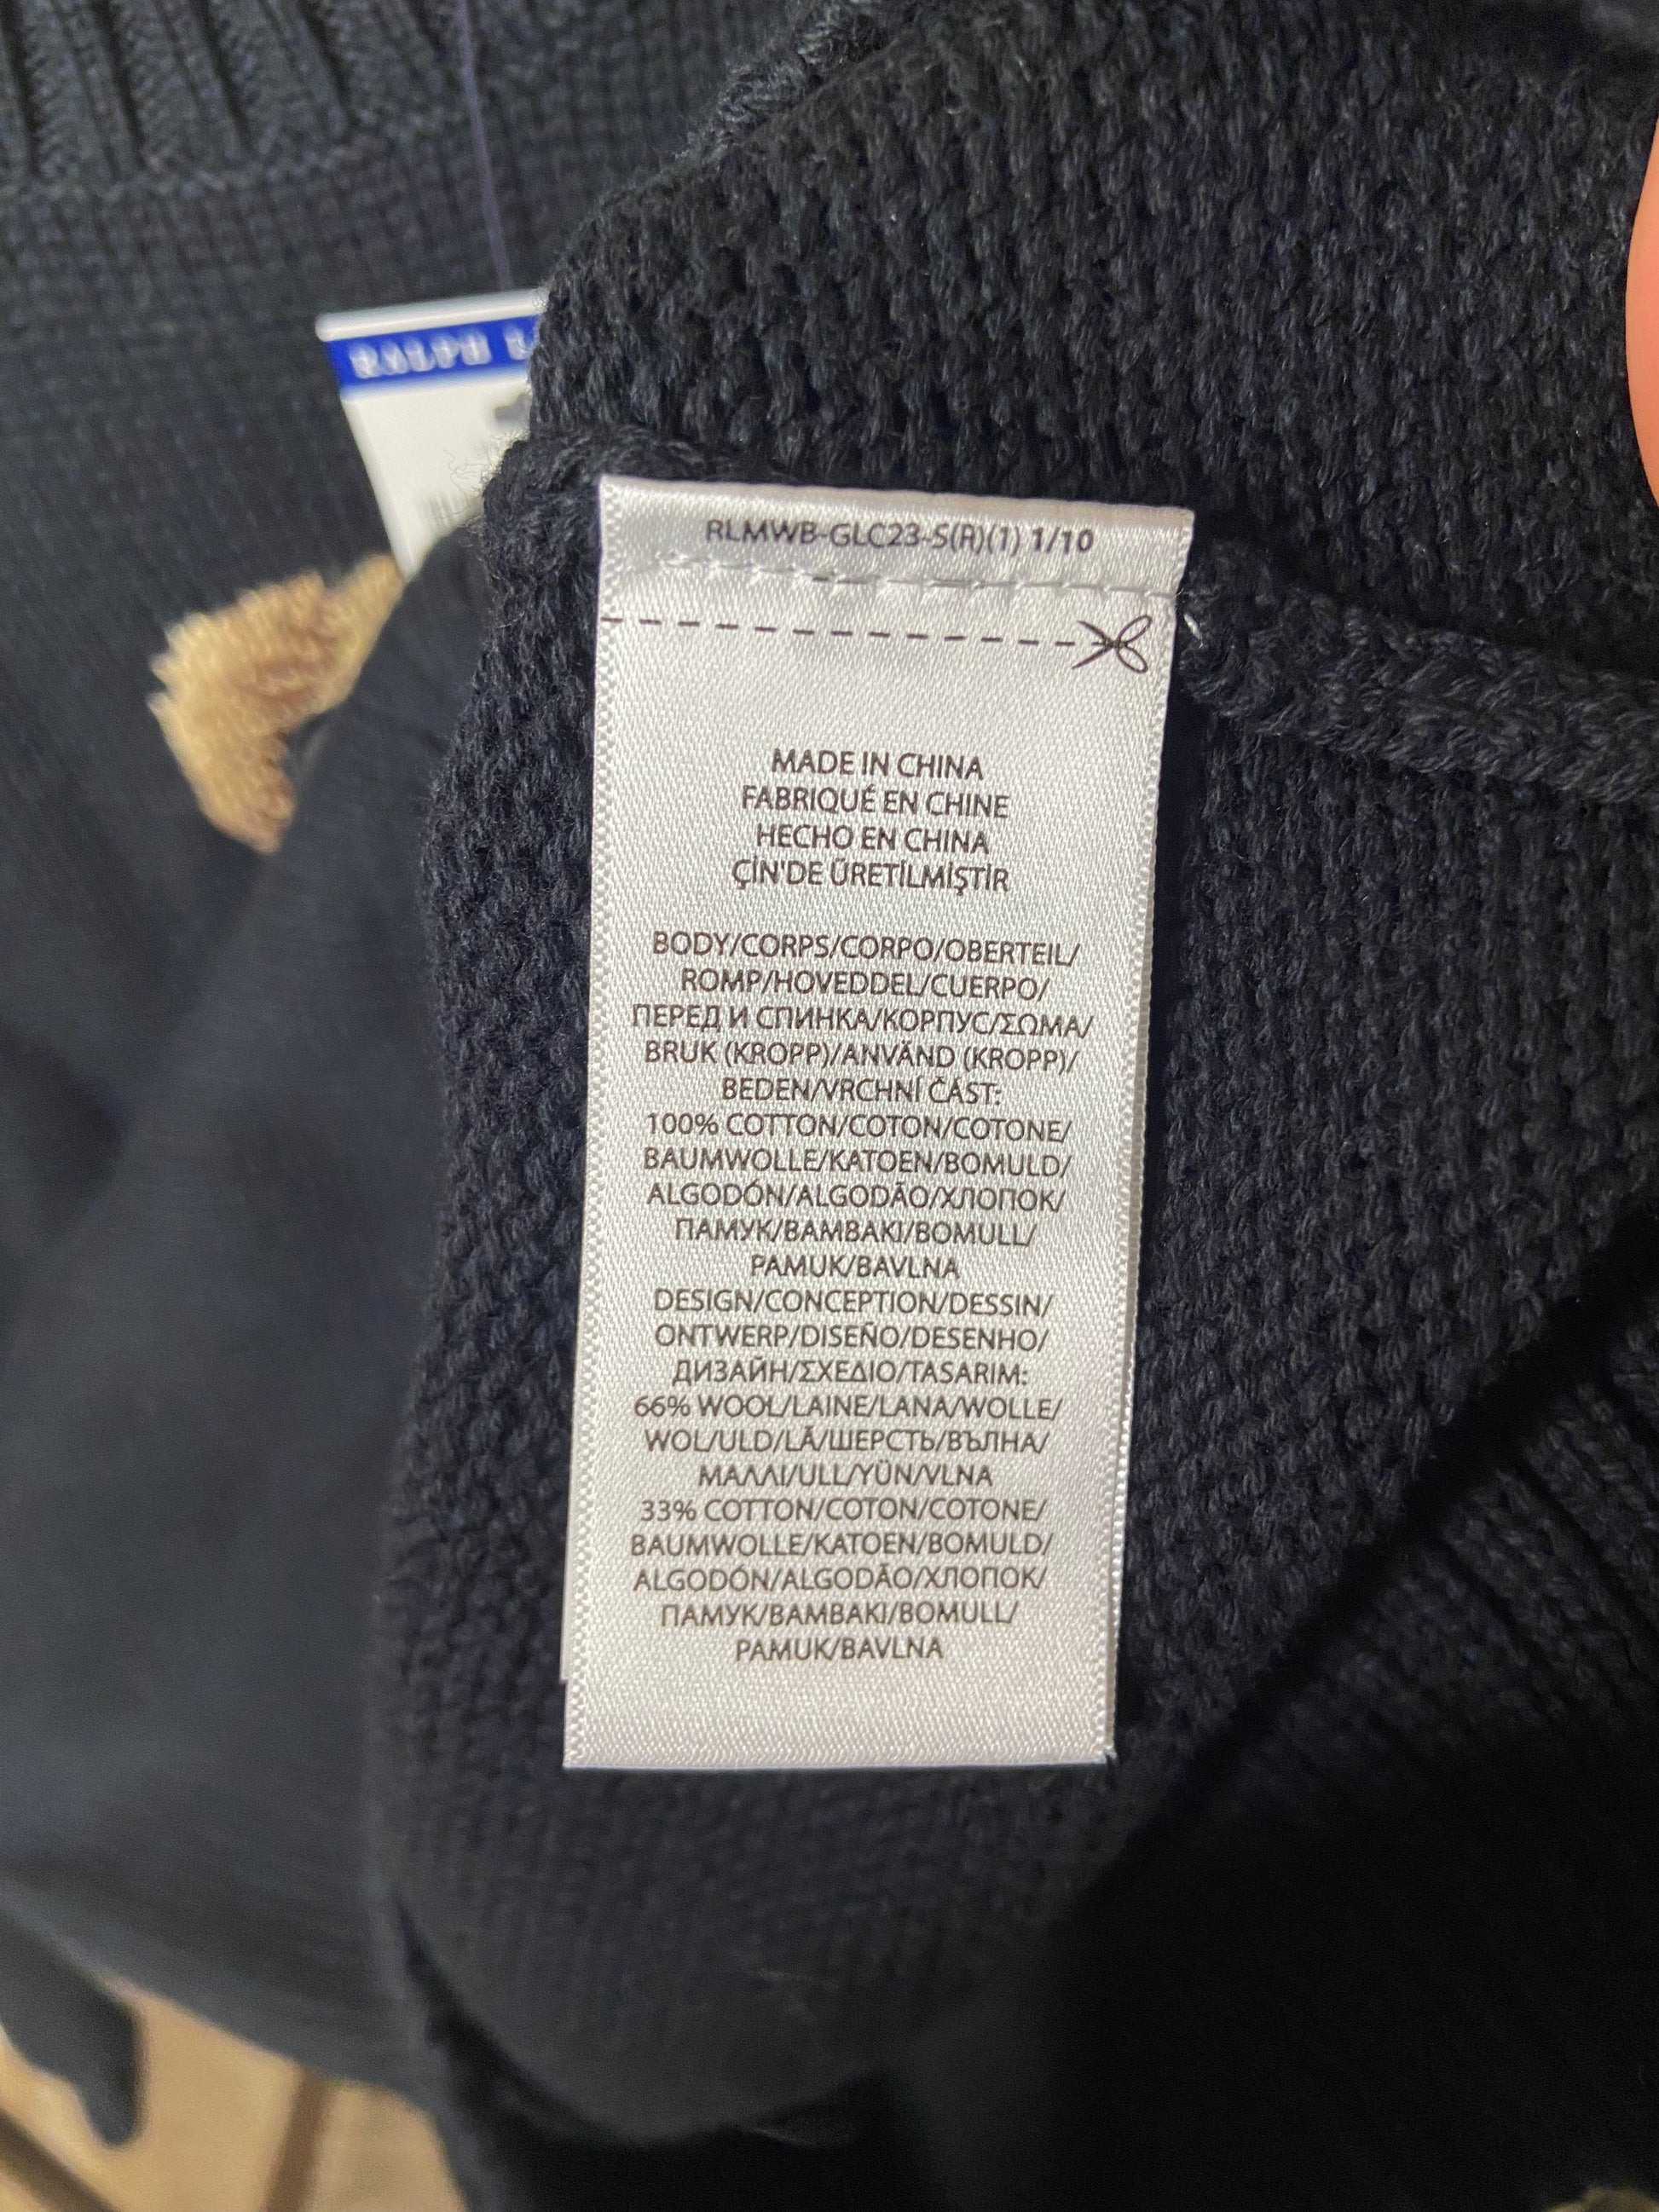 RALPH
RLMWB-GLC23-S(R)(1) 1/10
MADE IN CHINA
FABRIQUÉ EN CHINE
HECHO EN CHINA
ÇİN'DE ÜRETİLMİŞTİR
BODY/CORPS/CORPO/OBERTEIL/
ROMP/HOVEDDEL/CUERPO/
ПЕРЕД И СПИНКА/КОРПУС/ΣΩΜΑ/
BRUK (KROPP)/ANVÄND (KROPP)/
BEDEN/VRCHNÍ ČÁST:
100% COTTON/COTON/COTONE/
BAUMWOLLE/KATOEN/BOMULD/
ALGODÓN/ALGODÃO/ХЛОПОК/
ПАМУК/ΒΑΜΒΑΚΙ/BOMULL/
PAMUK/BAVLNA
DESIGN/CONCEPTION/DESSIN/
ONTWERP/DISEÑO/DESENHO/
ДИЗАЙН/ΣΧΕΔΙΟ/TASARIM:
66% WOOL/LAINE/LANA/WOLLE/
WOL/ULD/LÃ/ШЕРСТЬ/ВЪЛНА/
ΜΑΛΛΙ/ULL/YÜN/VLNA
33% COTTON/COTON/COTONE/
BAUMWOLLE/KATOEN/BOMULD/
ALGODÓN/ALGODÃO/ХЛОПОК/
ПАМУК/ΒΑΜΒΑΚΙ/BOMULL/
PAMUK/BAVLNA